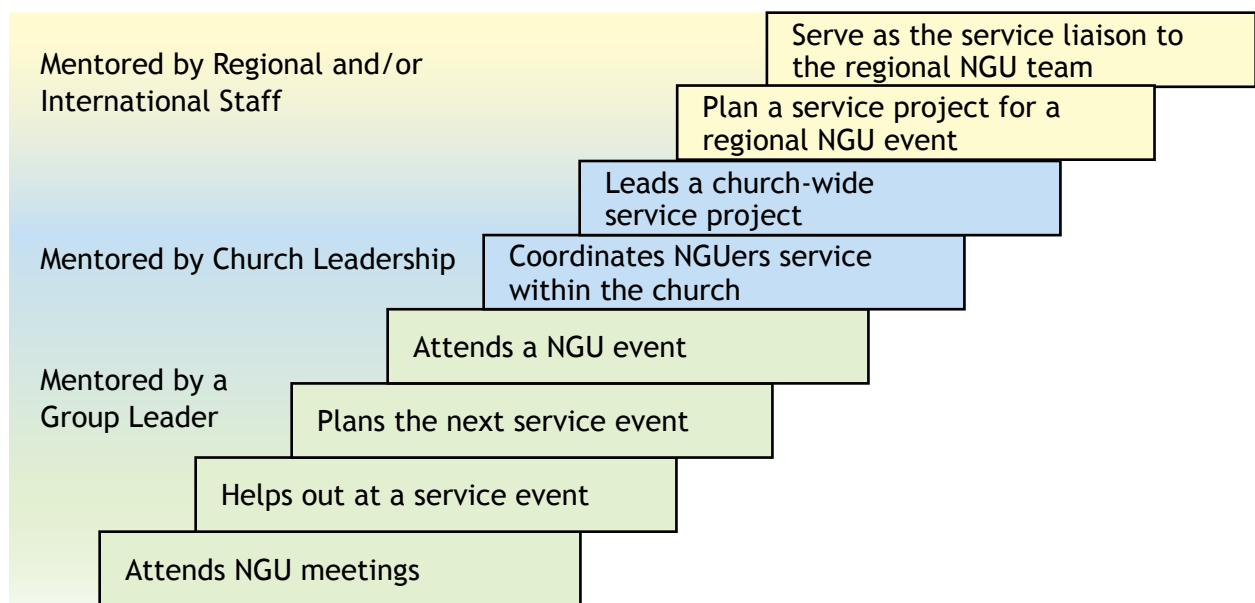 Serve as the service liaison to
the regional NGU team
Mentored by Regional and/or
International Staff
Plan a service project for a
regional NGU event
Leads a church-wide
service project
Mentored by Church Leadership
Coordinates NGUers service
within the church
Attends a NGU event
Mentored by a
Group Leader
Plans the next service event
Helps out at a service event
Attends NGU meetings